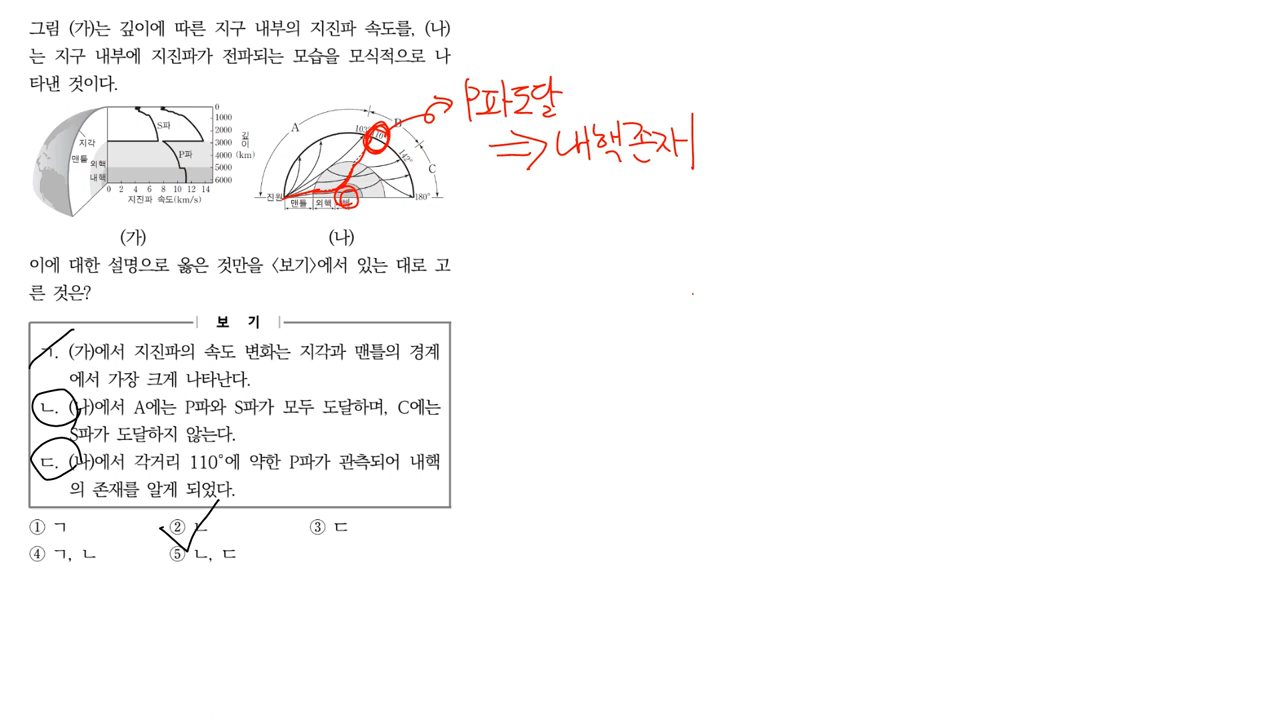 그림 (가)는 깊이에 따른 지구 내부의 지진파 속도를, (나)
는 지구 내부에 지진파가 전파되는 모습을 모식적으로 나
타낸 것이다.
지각
맨틀
외핵
내핵
S파
P파
0
1000
2000
3000
4000 (km)
5000
6000
깊이
0 2 4 6 8 10 12 14
지진파 속도(km/s)
(가)
A
B
C
142°
180°
진원
맨틀
외핵
(나)
P파도달
⇒ 내핵존재
이에 대한 설명으로 옳은 것만을 〈보기〉에서 있는 대로 고
른 것은?
보 기
ㄱ. (가)에서 지진파의 속도 변화는 지각과 맨틀의 경계
에서 가장 크게 나타난다.
ㄴ. (나)에서 A에는 P파와 S파가 모두 도달하며, C에는
S파가 도달하지 않는다.
ㄷ. (나)에서 각거리 110°에 약한 P파가 관측되어 내핵
의 존재를 알게 되었다.
① ㄱ ② ㄴ ③ ㄷ
④ ㄱ, ㄴ ⑤ ㄴ, ㄷ